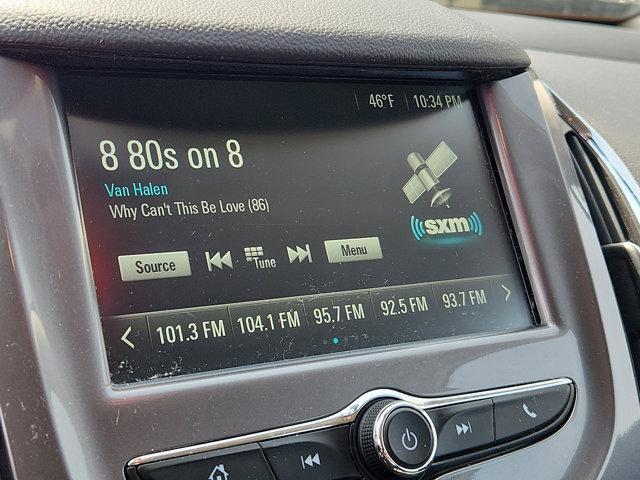 46°F 10:34 PM
8 80s on 8
Van Halen
Why Can't This Be Love (86)
sxm
Source Tune Menu
101.3 FM 104.1 FM 95.7 FM 92.5 FM 93.7 FM